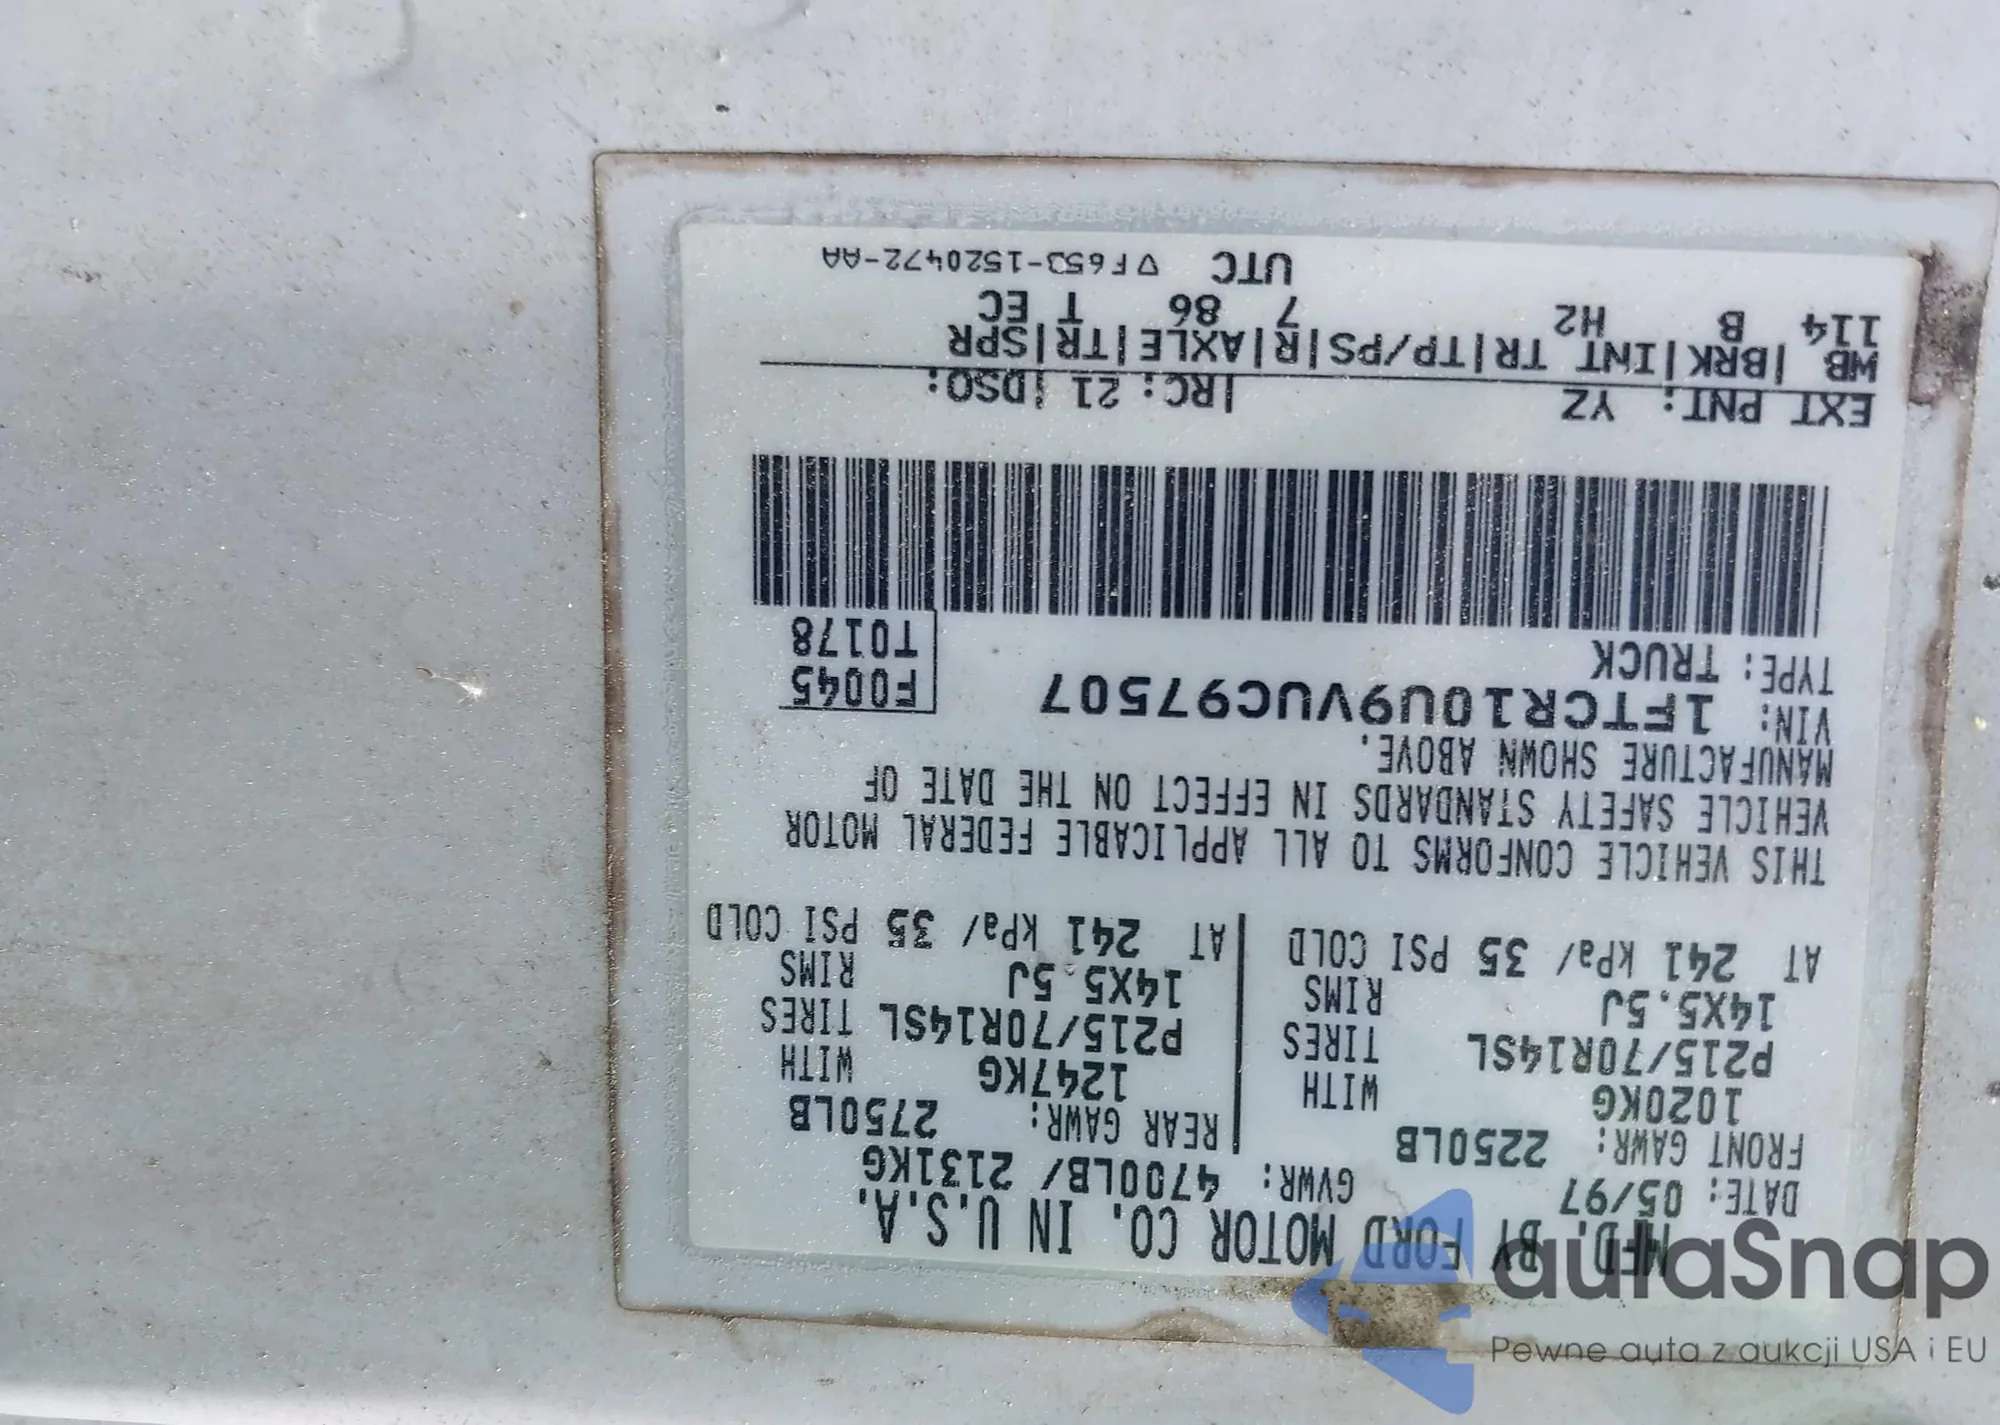 MFD. BY FORD MOTOR CO. IN U.S.A.
DATE: 05/97 GVWR: 4700LB/ 2131KG
FRONT GAWR: 2250LB REAR GAWR: 2750LB
1020KG WITH 1247KG WITH
P215/70R14SL TIRES P215/70R14SL TIRES
14X5.5J RIMS 14X5.5J RIMS
AT 241 kPa/ 35 PSI COLD AT 241 kPa/ 35 PSI COLD
THIS VEHICLE CONFORMS TO ALL APPLICABLE FEDERAL MOTOR
VEHICLE SAFETY STANDARDS IN EFFECT ON THE DATE OF
MANUFACTURE SHOWN ABOVE.
VIN: 1FTCR10U9VUC97507 F0045
TYPE: TRUCK T0178
EXT PNT: YZ |RC: 21 |DSO:
WB |BRK|INT TR|TP/PS|R|AXLE|TR|SPR
114 B H2 7 86 T EC
UTC ▽F653-1520472-AA
autaSnap
Pewne auta z aukcji USA i EU